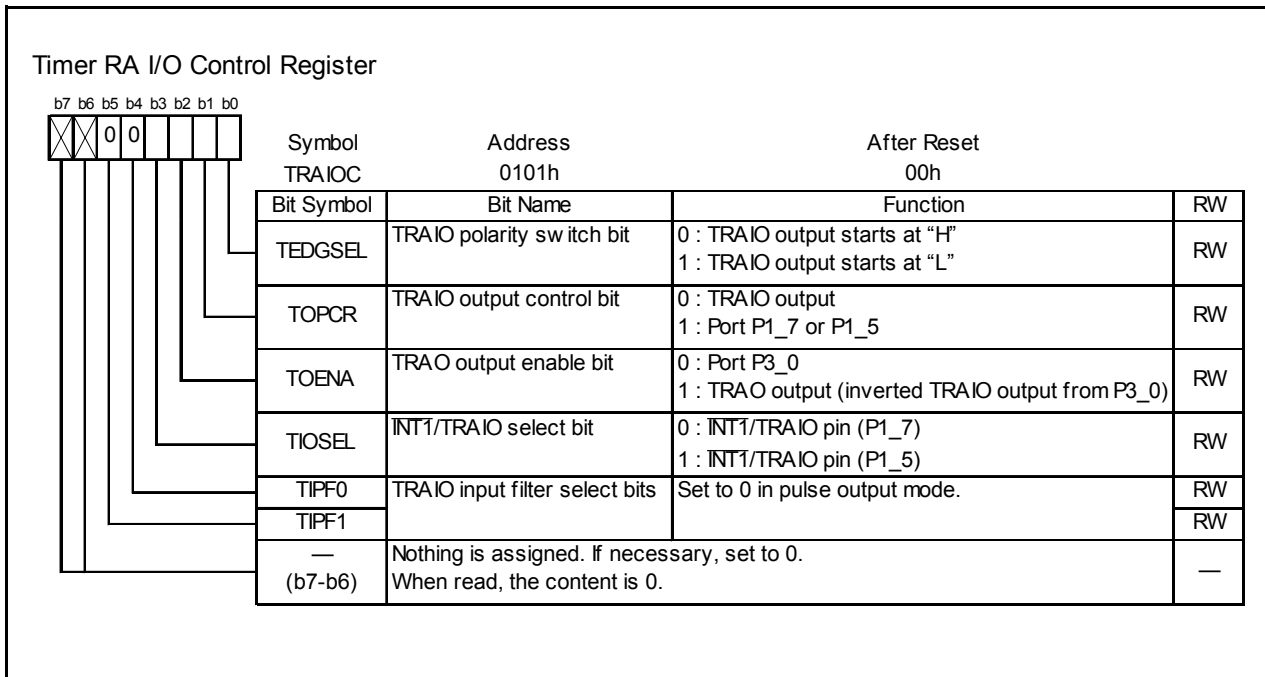 Timer RA I/O Control Register
b7 b6 b5 b4 b3 b2 b1 b0
0 0
Symbol Address After Reset
TRAIOC 0101h 00h
Bit Symbol Bit Name Function RW
TEDGSEL TRAIO polarity switch bit 0 : TRAIO output starts at “H” RW
1 : TRAIO output starts at “L”
TOPCR TRAIO output control bit 0 : TRAIO output RW
1 : Port P1_7 or P1_5
TOENA TRAO output enable bit 0 : Port P3_0 RW
1 : TRAO output (inverted TRAIO output from P3_0)
TIOSEL INT1/TRAIO select bit 0 : INT1/TRAIO pin (P1_7) RW
1 : INT1/TRAIO pin (P1_5)
TIPF0 TRAIO input filter select bits Set to 0 in pulse output mode. RW
TIPF1 RW
— Nothing is assigned. If necessary, set to 0. —
(b7-b6) When read, the content is 0.